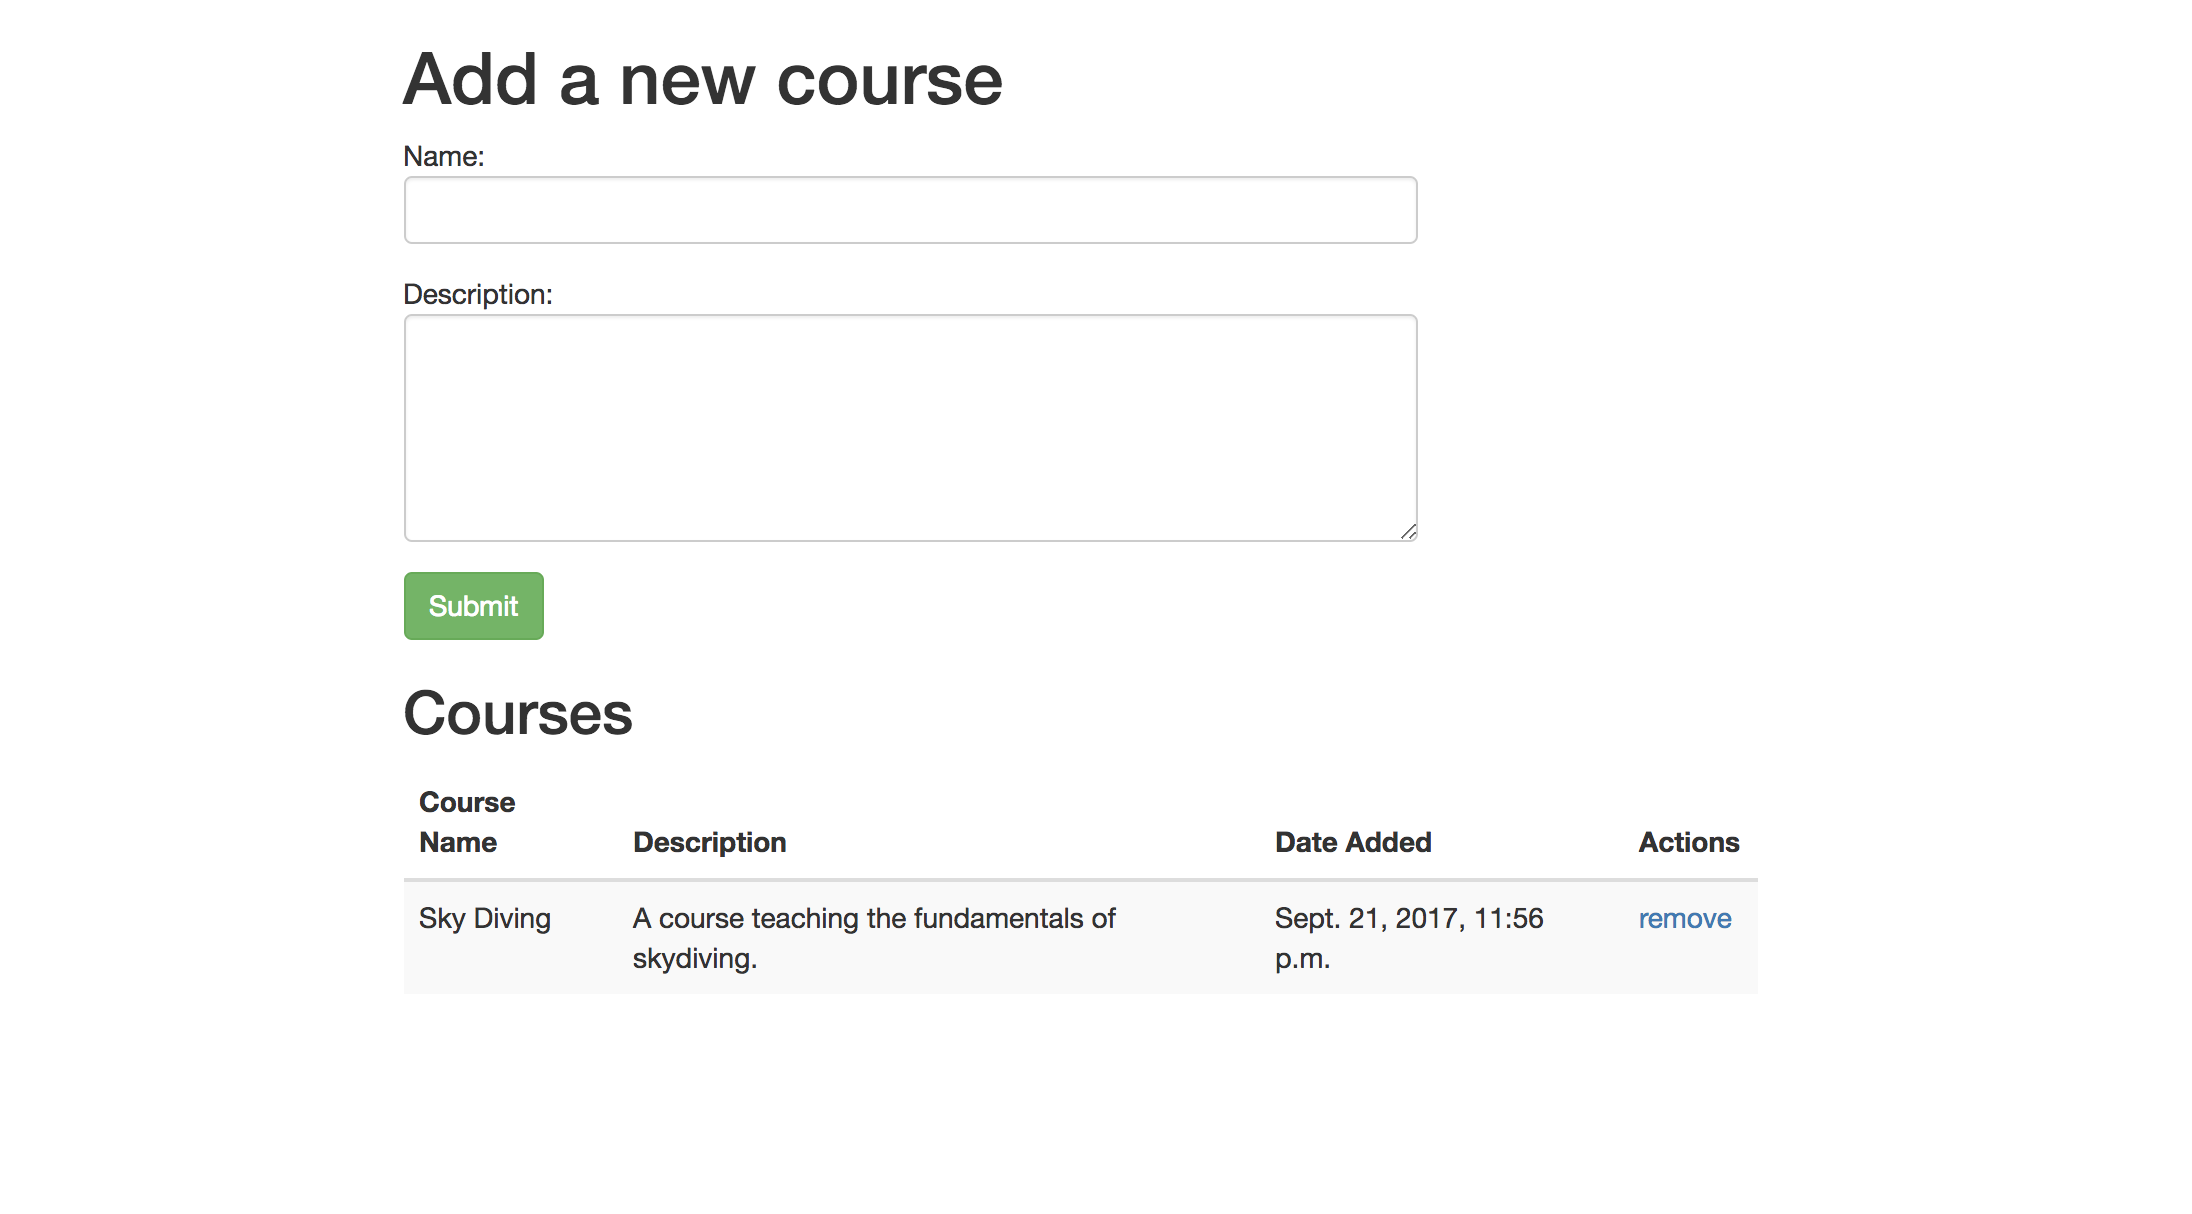 Add a new course
Name:
Description:
Submit
Courses
Course
Name
Description
Date Added
Actions
Sky Diving
A course teaching the fundamentals of
skydiving.
Sept. 21, 2017, 11:56
p.m.
remove